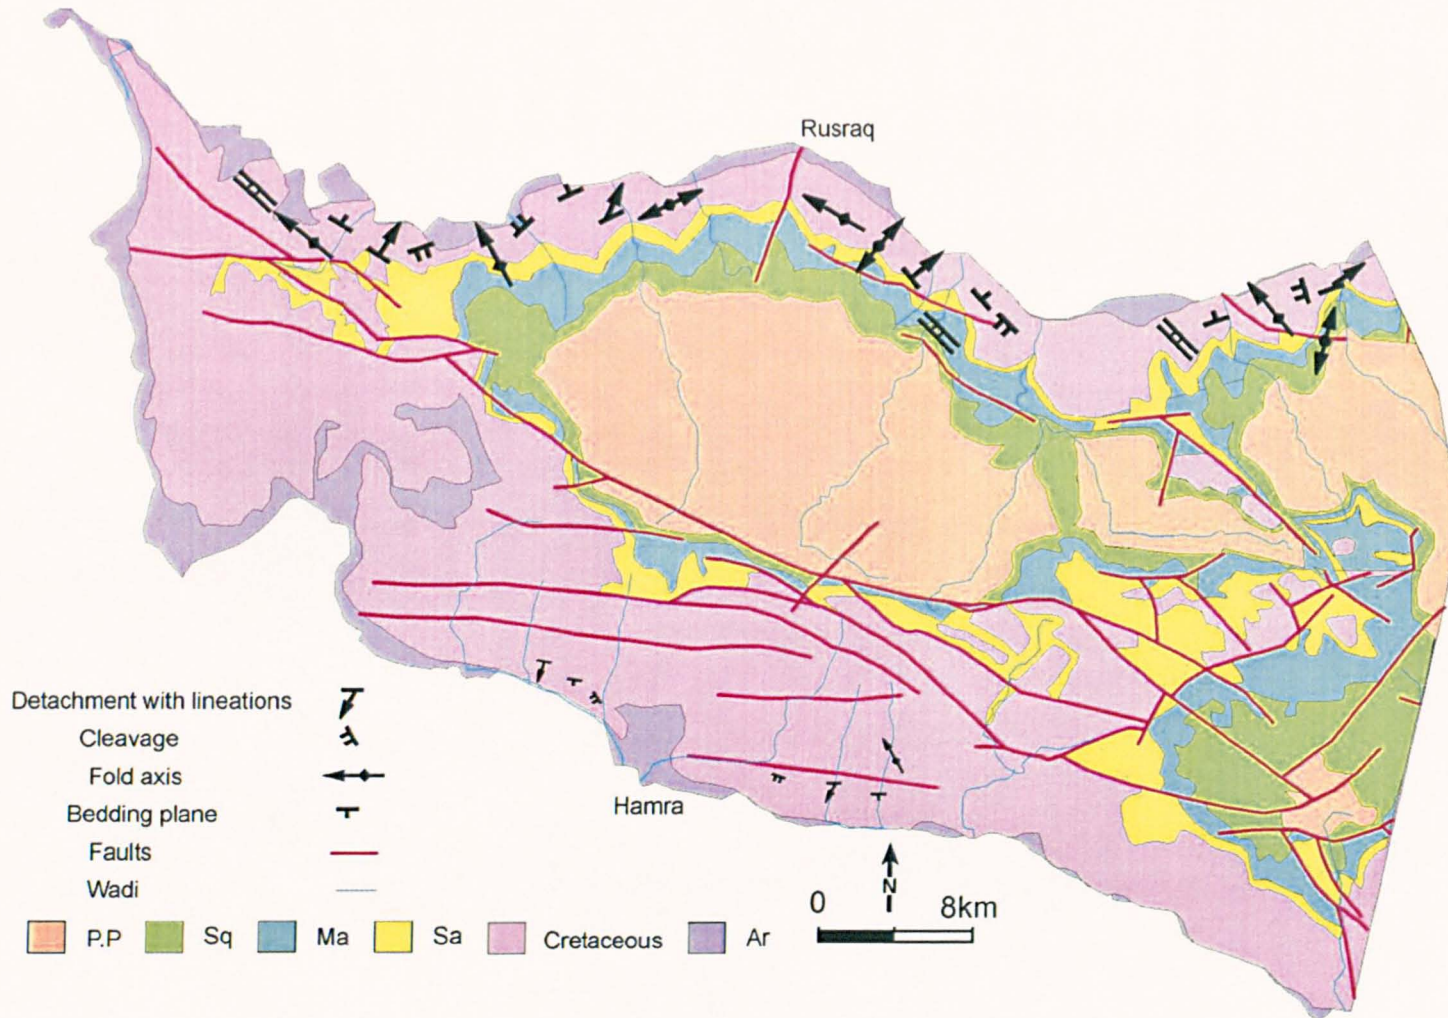 Rusraq
Detachment with lineations
Cleavage
Fold axis
Bedding plane
Faults
Wadi
Hamra
N
0 8km
P.P Sq Ma Sa Cretaceous Ar